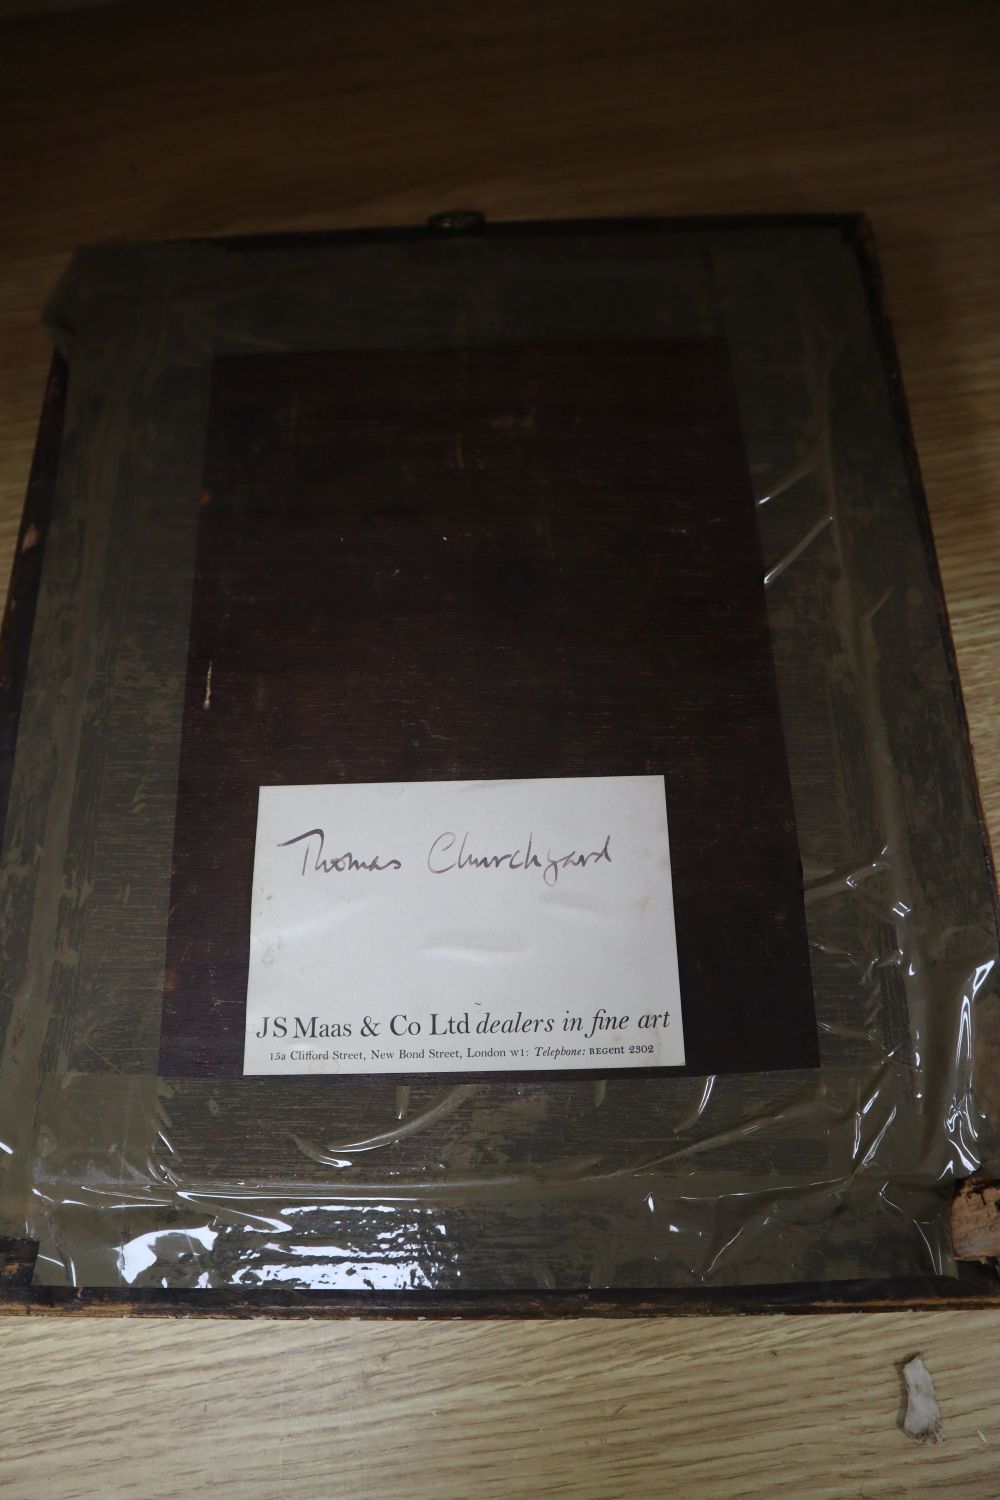 Thomas Churchyard
JS Maas & Co Ltd dealers in fine art
15a Clifford Street, New Bond Street, London W1: Telephone: REGent 2302